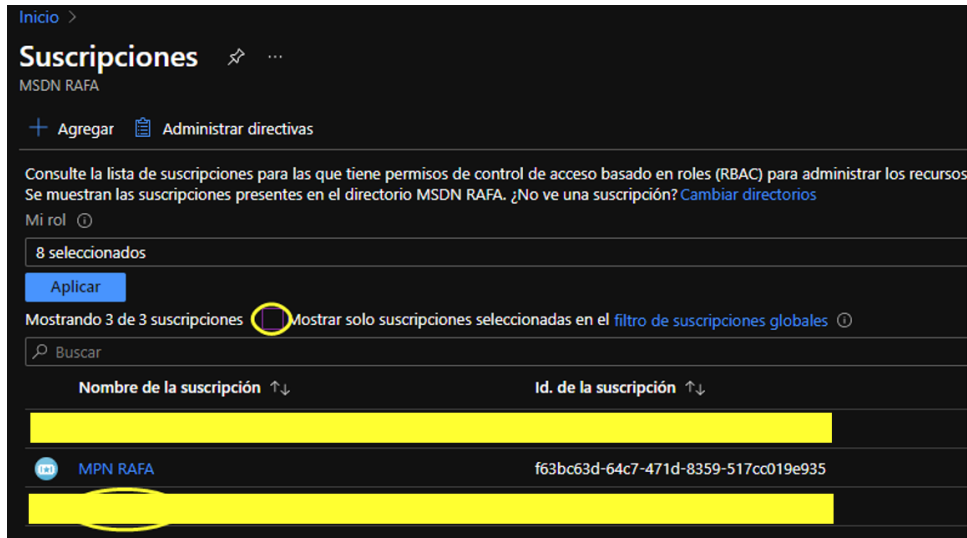 Inicio >
Suscripciones ...
MSDN RAFA
+ Agregar Administrar directivas
Consulte la lista de suscripciones para las que tiene permisos de control de acceso basado en roles (RBAC) para administrar los recursos
Se muestran las suscripciones presentes en el directorio MSDN RAFA. ¿No ve una suscripción? Cambiar directorios
Mi rol
8 seleccionados
Aplicar
Mostrando 3 de 3 suscripciones Mostrar solo suscripciones seleccionadas en el filtro de suscripciones globales
Buscar
Nombre de la suscripción ↑↓ Id. de la suscripción ↑↓
MPN RAFA f63bc63d-64c7-471d-8359-517cc019e935